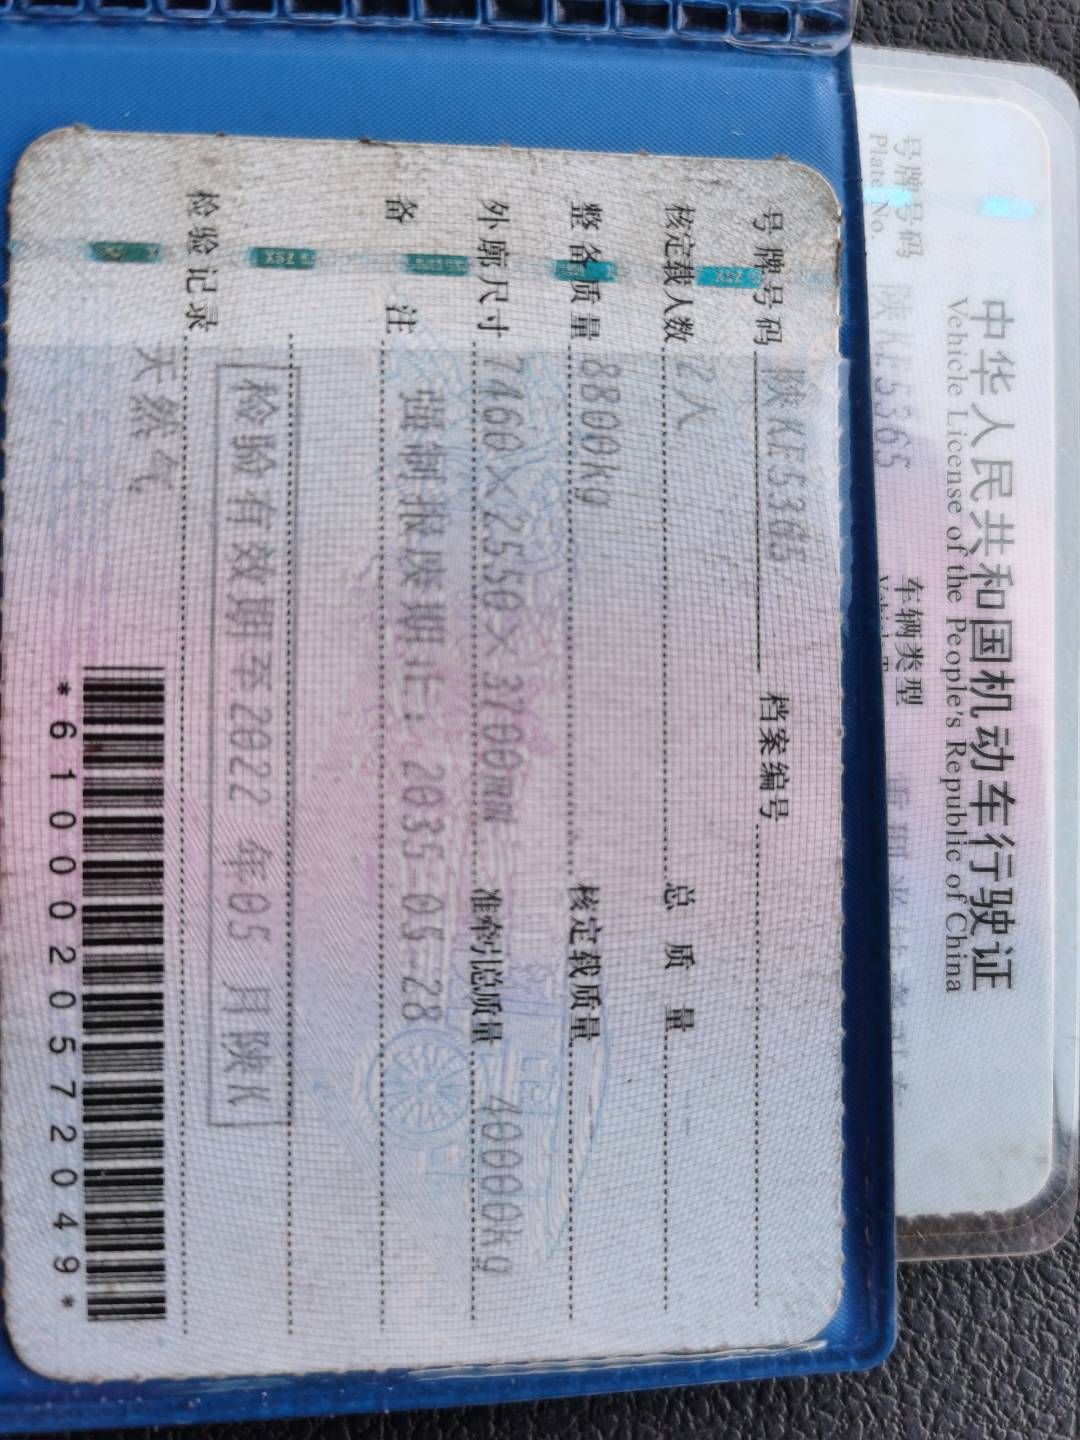 中华人民共和国机动车行驶证
Vehicle License of the People's Republic of China
号牌号码 陕KE5365 车辆类型
Plate No.
号牌号码 陕KE5365 档案编号
核定载人数 2人 总质量
整备质量 8800kg 核定载质量
外廓尺寸 7460×2550×3700mm 准牵引总质量 40000kg
备注 强制报废期止：2035-05-28
检验有效期至2022年05月陕K
检验记录
天然气
*6100020572049*